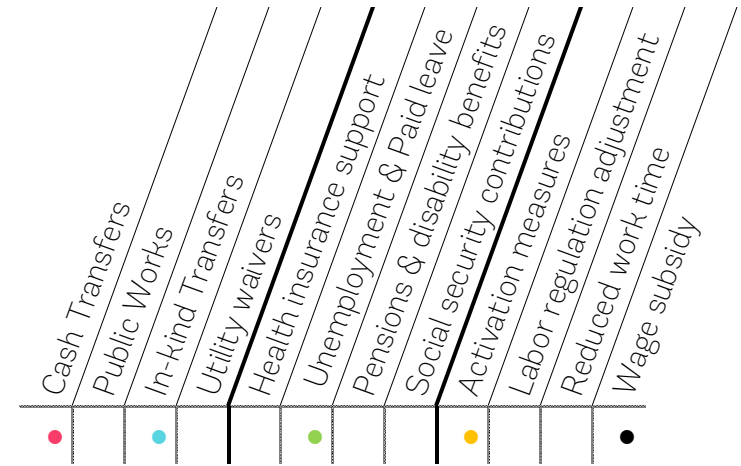 Cash Transfers
Public Works
In-kind Transfers
Utility waivers
Health insurance support
Unemployment & Paid leave
Pensions & disability benefits
Social security contributions
Activation measures
Labor regulation adjustment
Reduced work time
Wage subsidy